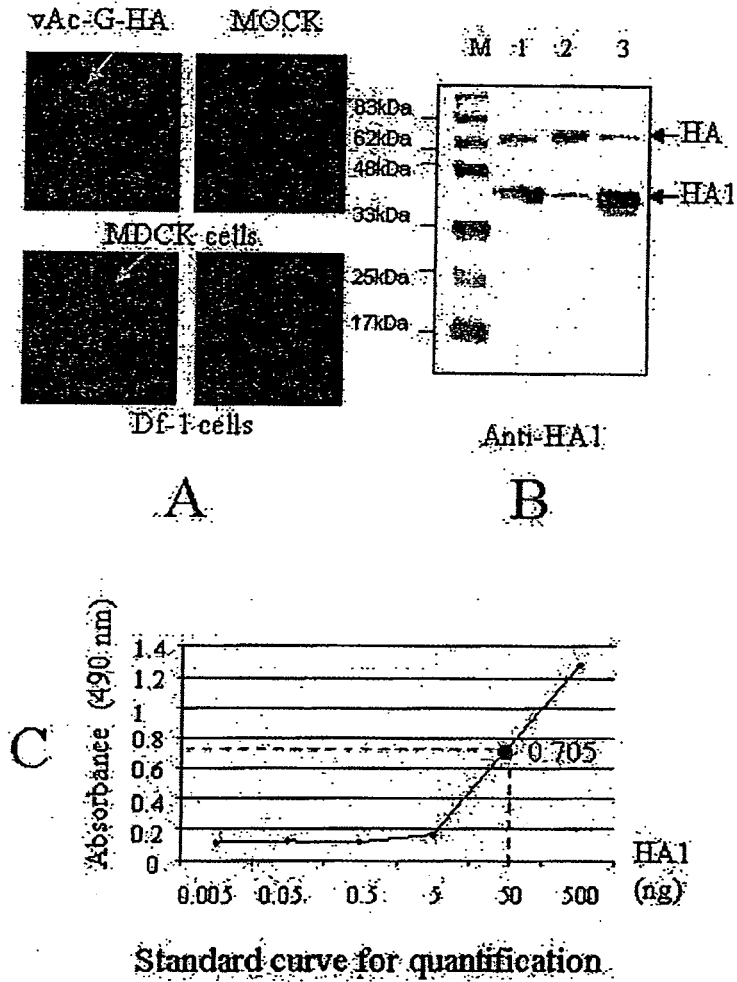 vAc-G-HA MOCK
MDCK cells
Df-1 cells
A
M 1 2 3
83kDa
62kDa
48kDa
33kDa
25kDa
17kDa
HA
HA1
Anti-HA1
B
C
Absorbance (490 nm)
1.4
1.2
1
0.8
0.6
0.4
0.2
0
0.705
0.005 0.05 0.5 5 50 500
HA1
(ng)
Standard curve for quantification